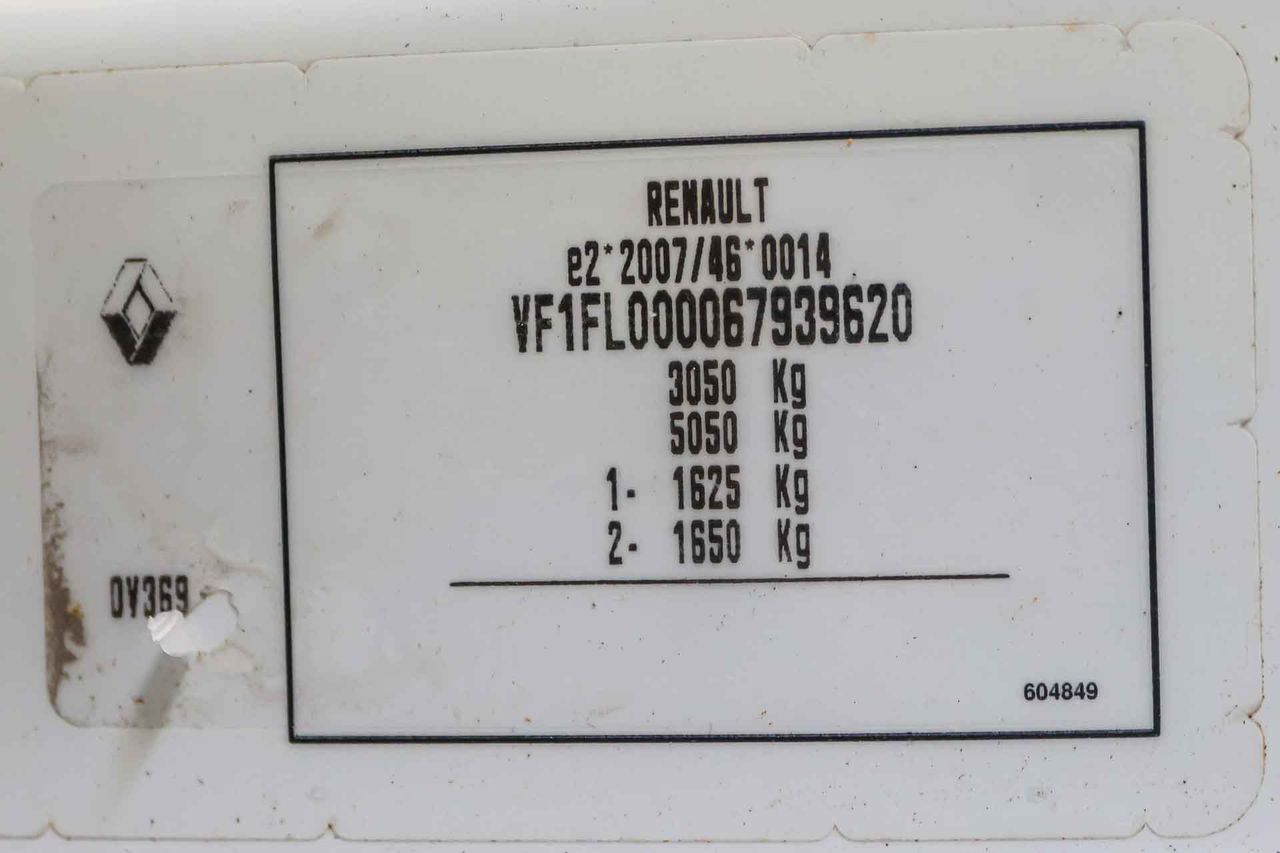 RENAULT
e2*2007/46*0014
VF1FL000067939620
3050 Kg
5050 Kg
1- 1625 Kg
2- 1650 Kg
0V369
604849